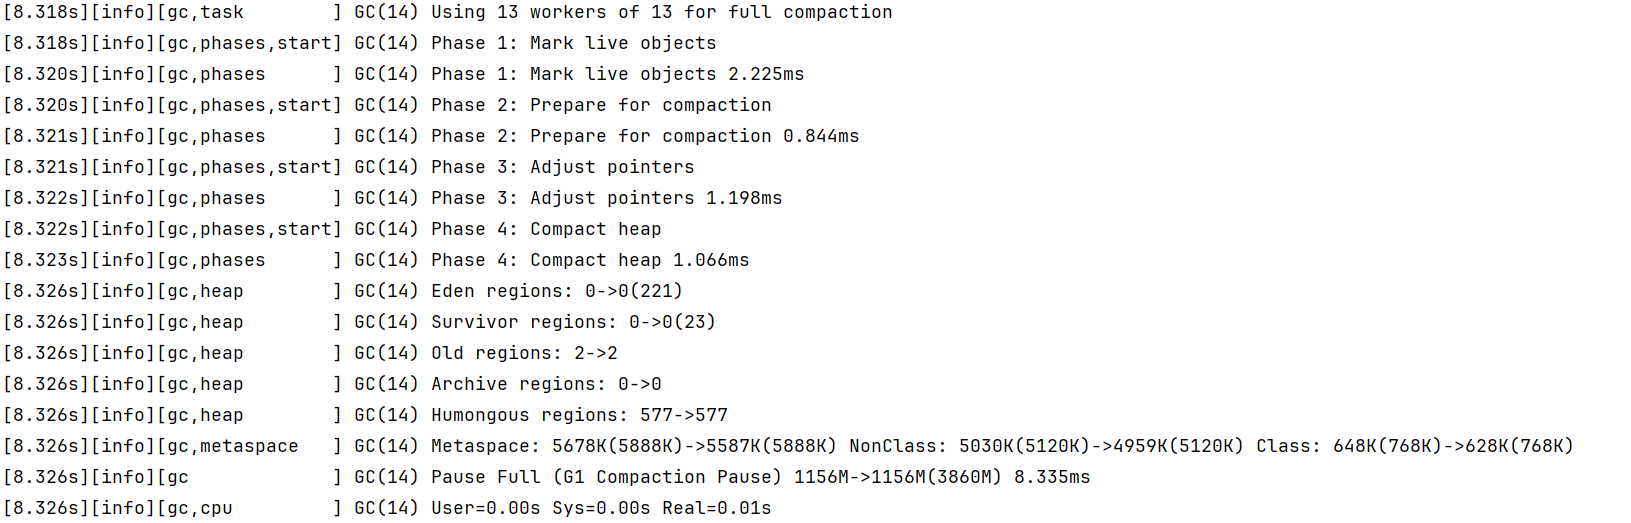 [8.318s][info][gc,task        ] GC(14) Using 13 workers of 13 for full compaction
[8.318s][info][gc,phases,start] GC(14) Phase 1: Mark live objects
[8.320s][info][gc,phases      ] GC(14) Phase 1: Mark live objects 2.225ms
[8.320s][info][gc,phases,start] GC(14) Phase 2: Prepare for compaction
[8.321s][info][gc,phases      ] GC(14) Phase 2: Prepare for compaction 0.844ms
[8.321s][info][gc,phases,start] GC(14) Phase 3: Adjust pointers
[8.322s][info][gc,phases      ] GC(14) Phase 3: Adjust pointers 1.198ms
[8.322s][info][gc,phases,start] GC(14) Phase 4: Compact heap
[8.323s][info][gc,phases      ] GC(14) Phase 4: Compact heap 1.066ms
[8.326s][info][gc,heap        ] GC(14) Eden regions: 0->0(221)
[8.326s][info][gc,heap        ] GC(14) Survivor regions: 0->0(23)
[8.326s][info][gc,heap        ] GC(14) Old regions: 2->2
[8.326s][info][gc,heap        ] GC(14) Archive regions: 0->0
[8.326s][info][gc,heap        ] GC(14) Humongous regions: 577->577
[8.326s][info][gc,metaspace   ] GC(14) Metaspace: 5678K(5888K)->5587K(5888K) NonClass: 5030K(5120K)->4959K(5120K) Class: 648K(768K)->628K(768K)
[8.326s][info][gc             ] GC(14) Pause Full (G1 Compaction Pause) 1156M->1156M(3860M) 8.335ms
[8.326s][info][gc,cpu         ] GC(14) User=0.00s Sys=0.00s Real=0.01s